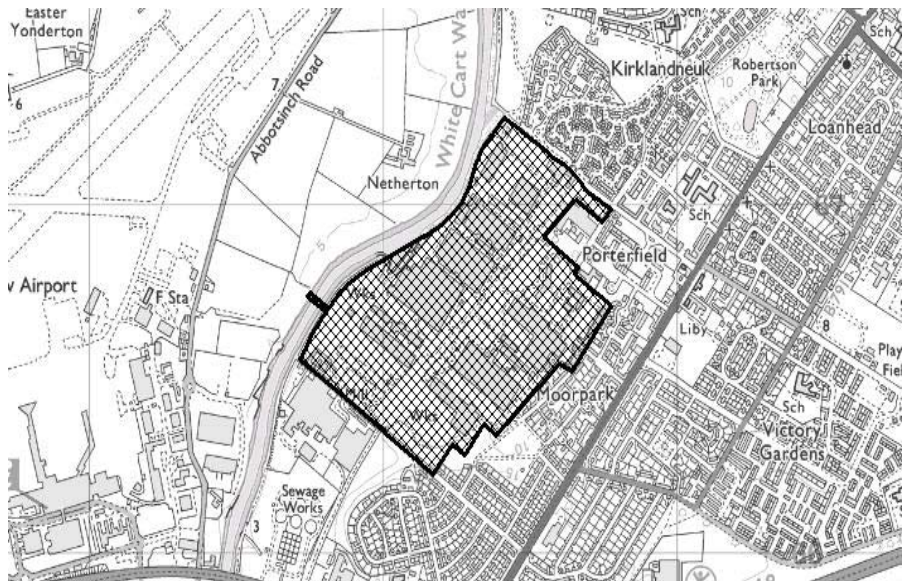 Easter
Yonderton
6
7
Abbotsinch Road
White Cart Wa
Netherton
5
Sch
Kirklandneuk
10
Robertson
Park
Sch
Loanhead
67
Sch
Porterfield
w Airport
F Sta
Wks
Liby
8
Play
Fiel
Moorpark
Wks
Sch
Victory
Gardens
Sewage
Works
3